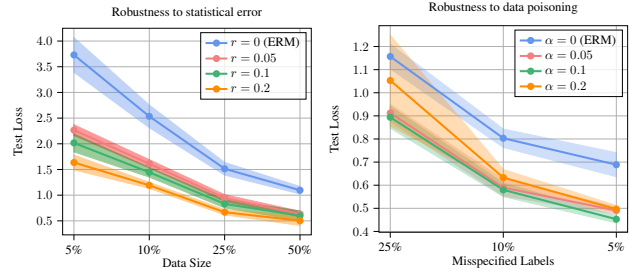 Robustness to statistical error
Test Loss
4.0
3.5
3.0
2.5
2.0
1.5
1.0
0.5
r = 0 (ERM)
r = 0.05
r = 0.1
r = 0.2
5%
10%
25%
50%
Data Size
Robustness to data poisoning
Test Loss
1.2
1.1
1.0
0.9
0.8
0.7
0.6
0.5
0.4
α = 0 (ERM)
α = 0.05
α = 0.1
α = 0.2
25%
10%
5%
Misspecified Labels